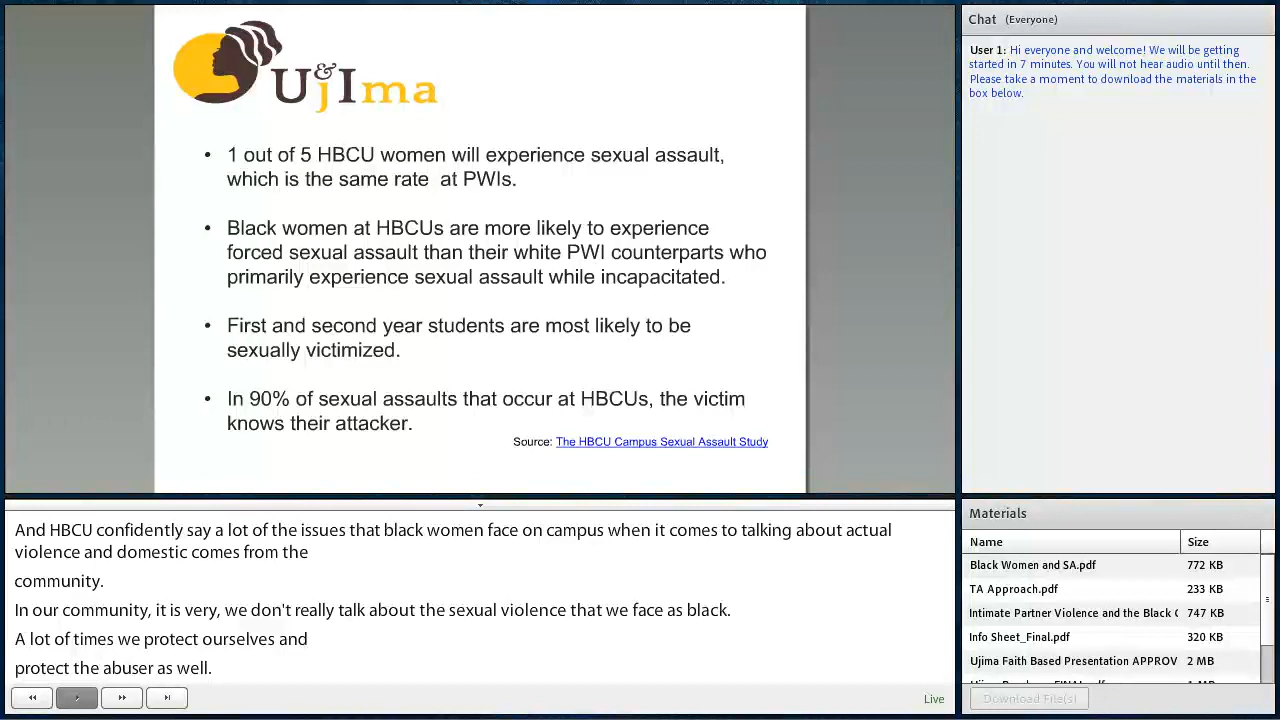 U&jIma
• 1 out of 5 HBCU women will experience sexual assault,
which is the same rate at PWIs.
• Black women at HBCUs are more likely to experience
forced sexual assault than their white PWI counterparts who
primarily experience sexual assault while incapacitated.
• First and second year students are most likely to be
sexually victimized.
• In 90% of sexual assaults that occur at HBCUs, the victim
knows their attacker.
Source: The HBCU Campus Sexual Assault Study
And HBCU confidently say a lot of the issues that black women face on campus when it comes to talking about actual
violence and domestic comes from the
community.
In our community, it is very, we don't really talk about the sexual violence that we face as black.
A lot of times we protect ourselves and
protect the abuser as well.
Live
Chat (Everyone)
User 1: Hi everyone and welcome! We will be getting
started in 7 minutes. You will not hear audio until then.
Please take a moment to download the materials in the
box below.
Materials
Name Size
Black Women and SA.pdf 772 KB
TA Approach.pdf 233 KB
Intimate Partner Violence and the Black 747 KB
Info Sheet_Final.pdf 320 KB
Ujima Faith Based Presentation APPROV 2 MB
Download File(s)